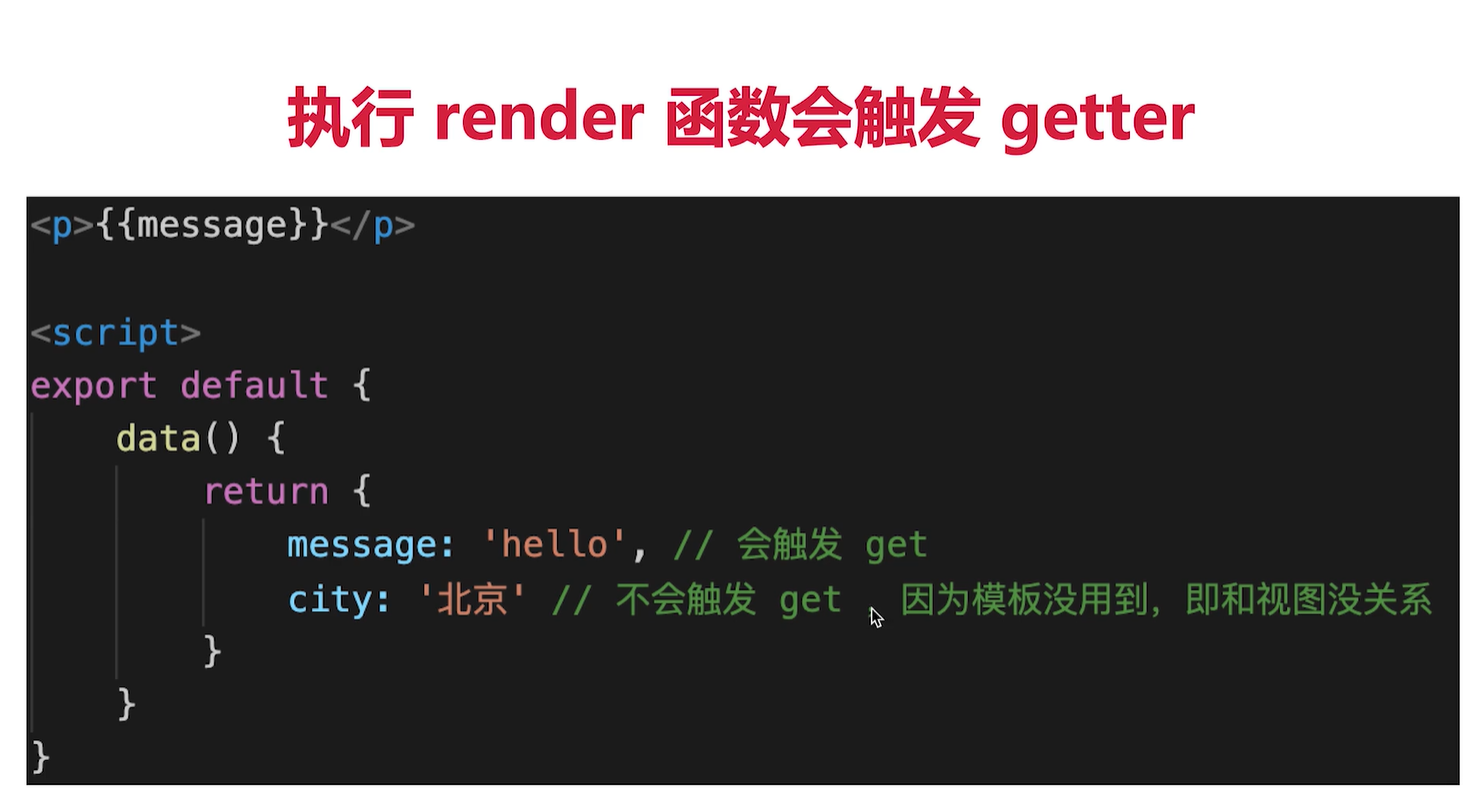 执行 render 函数会触发 getter
<p>{{message}}</p>
<script>
export default {
    data() {
        return {
            message: 'hello', // 会触发 get
            city: '北京' // 不会触发 get ，因为模板没用到，即和视图没关系
        }
    }
}